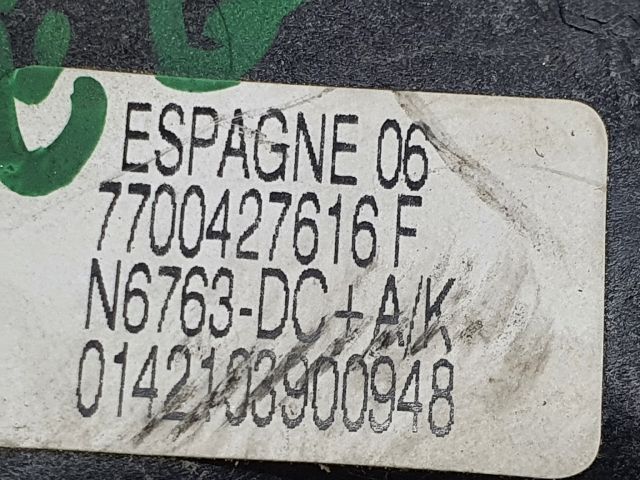 ESPAGNE 06
7700427616 F
N6763-DC+A/K
0142103900948